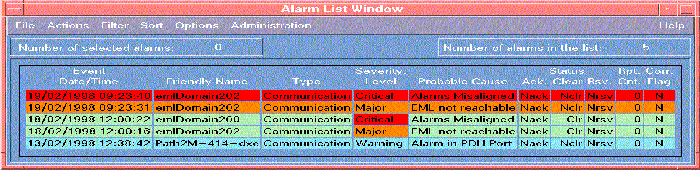 Alarm List Window
File Actions Filter Sort Options Administration Help
Number of selected alarms: 0 Number of alarms in the list: 5
Event Severity Status Rpt. Corr.
Date/Time Friendly Name Type Level Probable Cause Ack. Clear Rsv. Cnt. Flag
19/02/1998 09:23:40 emlDomain202 Communication Critical Alarms Misaligned Nack Nclr Nrsv 0 N
19/02/1998 09:23:31 emlDomain202 Communication Major EML not reachable Nack Nclr Nrsv 0 N
18/02/1998 12:00:22 emlDomain200 Communication Critical Alarms Misaligned Nack Clr Nrsv 0 N
18/02/1998 12:00:16 emlDomain200 Communication Major EML not reachable Nack Clr Nrsv 0 N
13/02/1998 12:38:42 Path2M-414-dxc Communication Warning Alarm in PDH Port Nack Nclr Nrsv 0 N